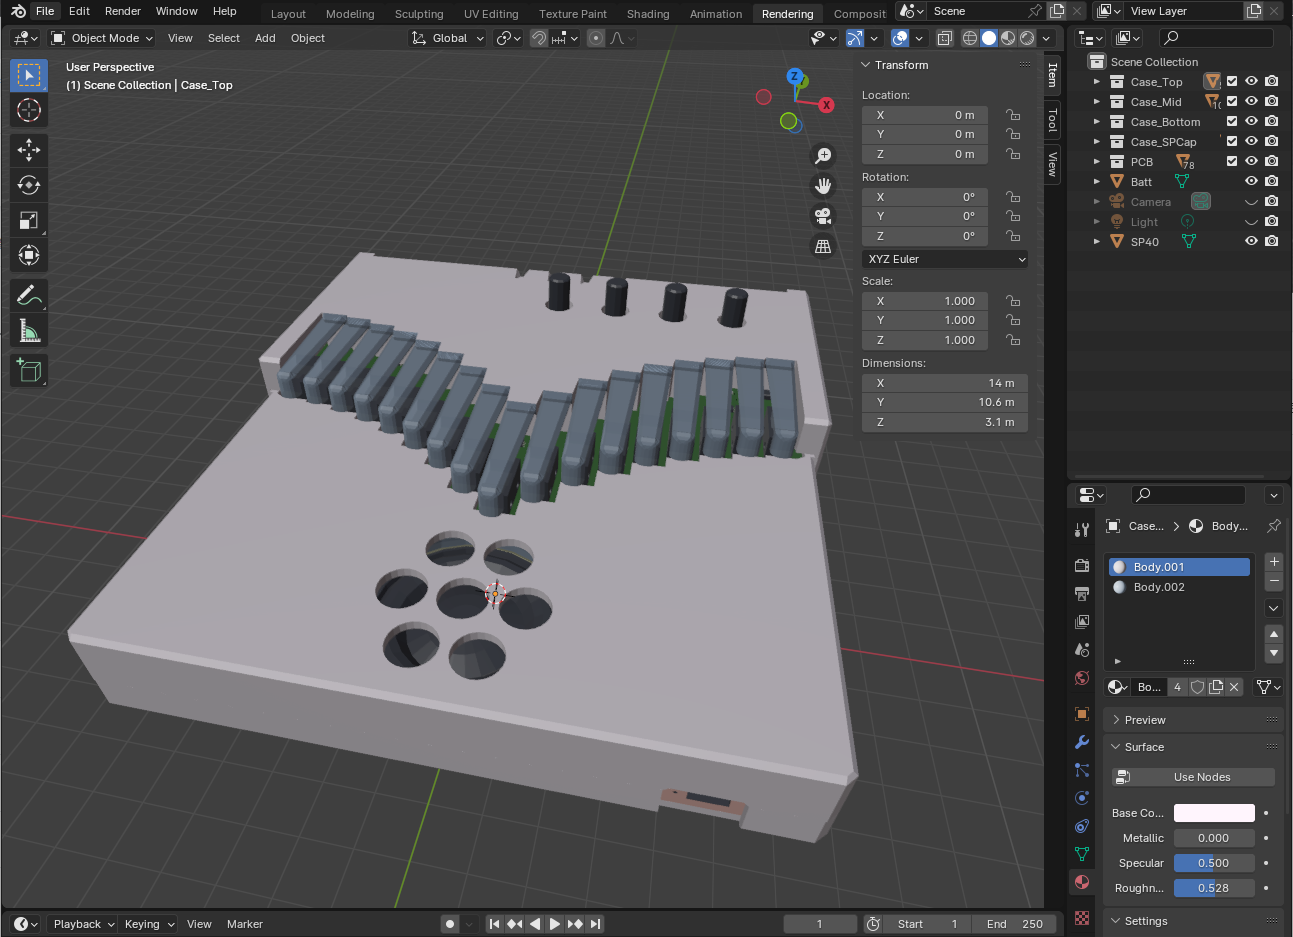 File Edit Render Window Help Layout Modeling Sculpting UV Editing Texture Paint Shading Animation Rendering Composit Scene View Layer
Object Mode View Select Add Object Global
User Perspective
(1) Scene Collection | Case_Top
Z
X
Transform
Location:
X 0 m
Y 0 m
Z 0 m
Rotation:
X 0°
Y 0°
Z 0°
XYZ Euler
Scale:
X 1.000
Y 1.000
Z 1.000
Dimensions:
X 14 m
Y 10.6 m
Z 3.1 m
Item
Tool
View
Scene Collection
Case_Top
Case_Mid
Case_Bottom
Case_SPCap
PCB 78
Batt
Camera
Light
SP40
Case... > Body...
Body.001
Body.002
Bo... 4
Preview
Surface
Use Nodes
Base Co...
Metallic 0.000
Specular 0.500
Roughn... 0.528
Settings
Playback Keying View Marker 1 Start 1 End 250